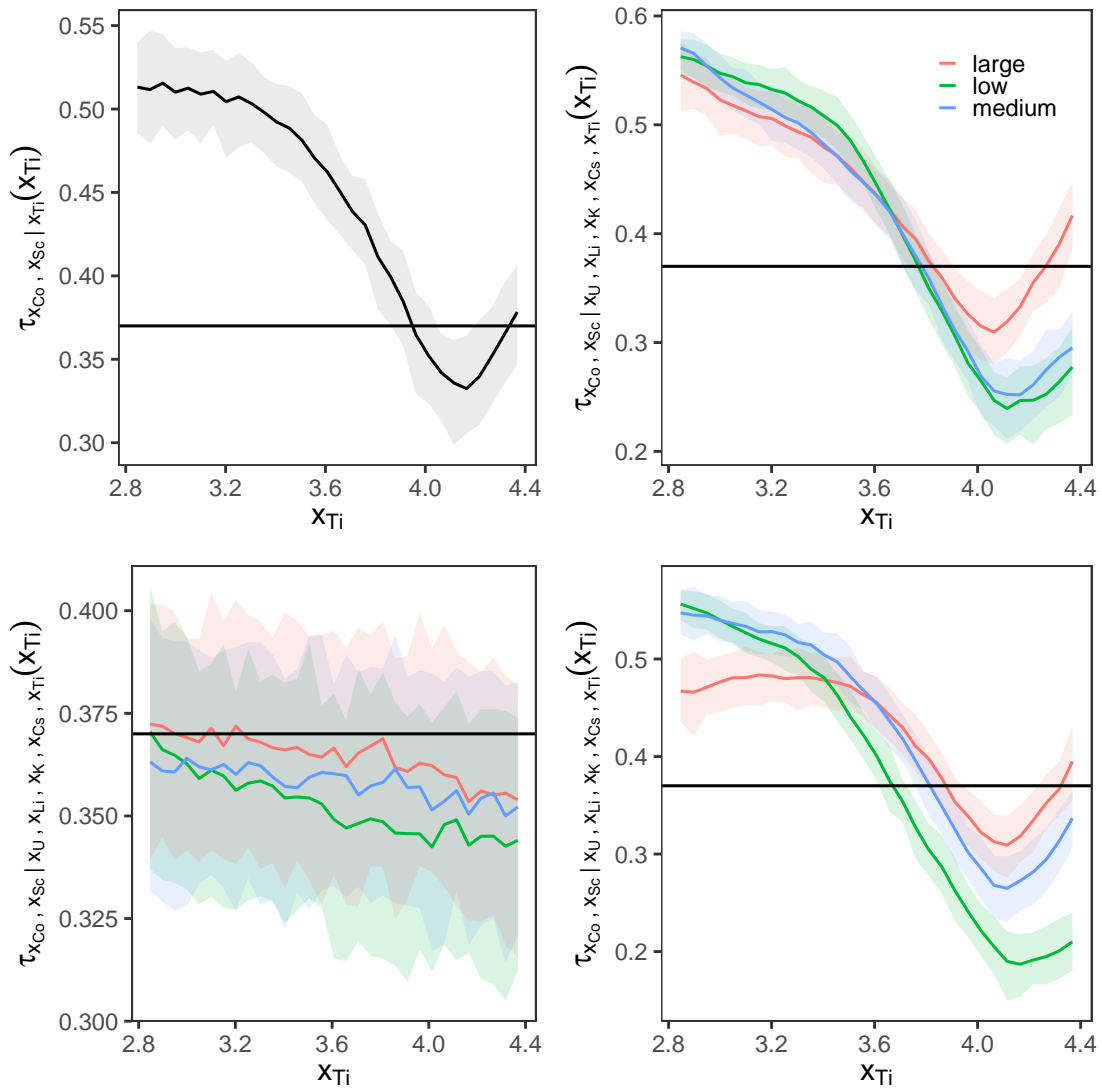 0.55
0.50
0.45
0.40
0.35
0.30
2.8 3.2 3.6 4.0 4.4
xTi
τxCo , xSc | xTi(xTi)
0.6
0.5
0.4
0.3
0.2
2.8 3.2 3.6 4.0 4.4
xTi
τxCo , xSc | xU , xLi , xK , xCs , xTi(xTi)
large
low
medium
0.400
0.375
0.350
0.325
0.300
2.8 3.2 3.6 4.0 4.4
xTi
τxCo , xSc | xU , xLi , xK , xCs , xTi(xTi)
0.5
0.4
0.3
0.2
2.8 3.2 3.6 4.0 4.4
xTi
τxCo , xSc | xU , xLi , xK , xCs , xTi(xTi)